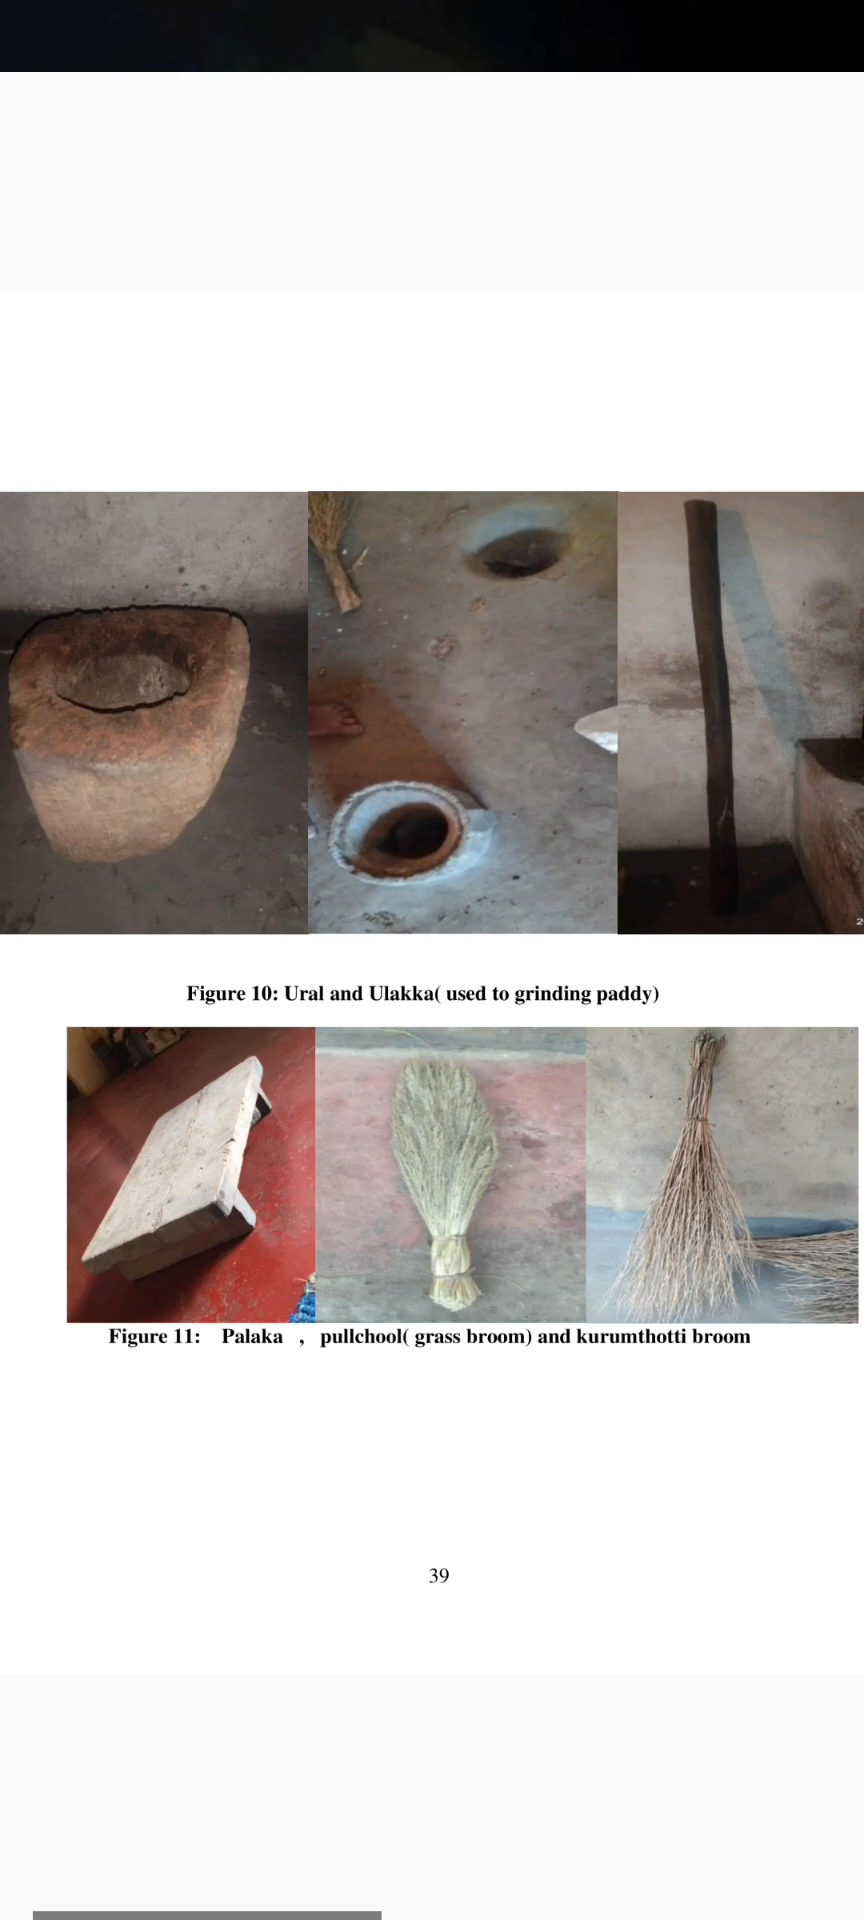 2
Figure 10: Ural and Ulakka( used to grinding paddy)
Figure 11: Palaka , pullchool( grass broom) and kurumthotti broom
39